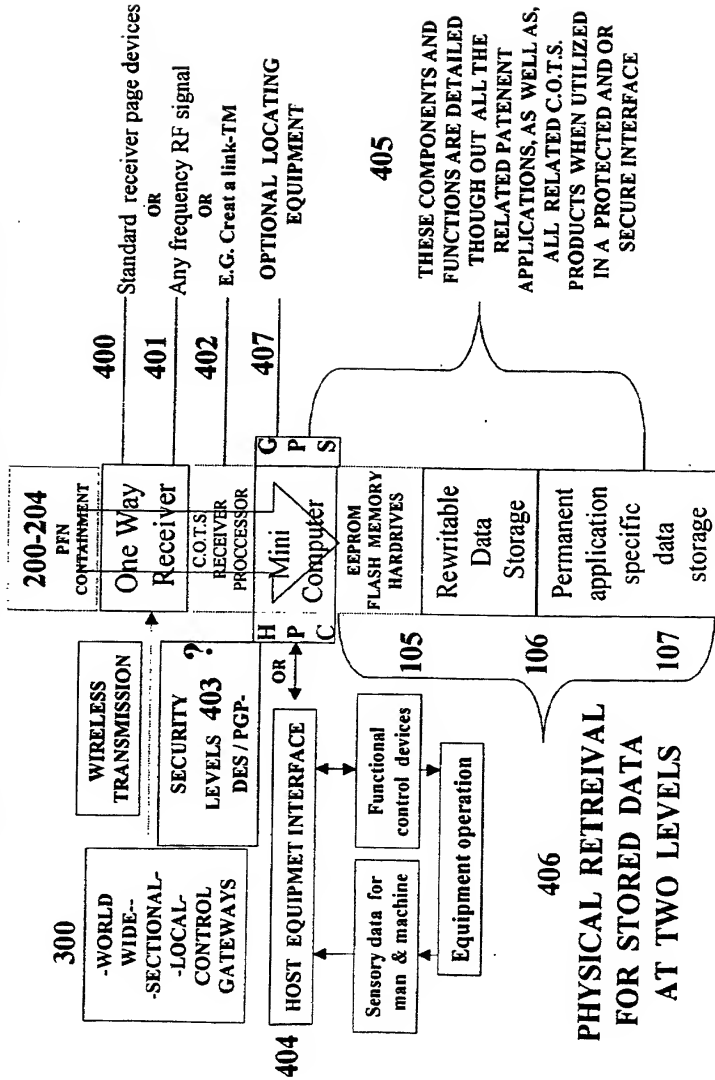 300
-WORLD
WIDE--
-SECTIONAL-
-LOCAL-
CONTROL
GATEWAYS
WIRELESS
TRANSMISSION
SECURITY
LEVELS 403 ?
DES / PGP-
200-204
PFN
CONTAINMENT
One Way
Receiver
C.O.T.S
RECEIVER
PROCCESSOR
H
P
C
Mini
Computer
G
P
S
EEPROM
FLASH MEMORY
HARDRIVES
Rewritable
Data
Storage
Permanent
application
specific
data
storage
400
Standard receiver page devices
OR
401
Any frequency RF signal
OR
402
E.G. Creat a link-TM
407
OPTIONAL LOCATING
EQUIPMENT
405
THESE COMPONENTS AND
FUNCTIONS ARE DETAILED
THOUGH OUT ALL THE
RELATED PATENENT
APPLICATIONS, AS WELL AS,
ALL RELATED C.O.T.S.
PRODUCTS WHEN UTILIZED
IN A PROTECTED AND OR
SECURE INTERFACE
404
HOST EQUIPMET INTERFACE
OR
Sensory data for
man & machine
Functional
control devices
Equipment operation
105
106
107
406
PHYSICAL RETREIVAL
FOR STORED DATA
AT TWO LEVELS